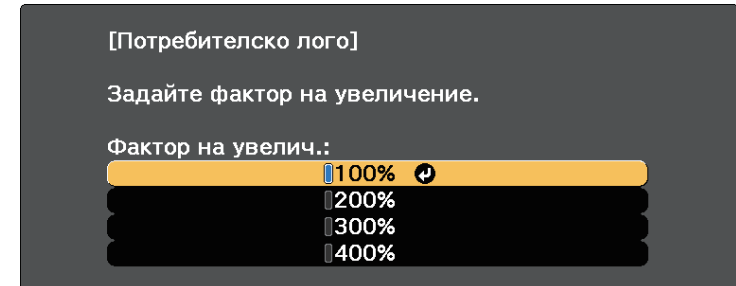 [Потребителско лого]
Задайте фактор на увеличение.
Фактор на увелич.:
100%
200%
300%
400%